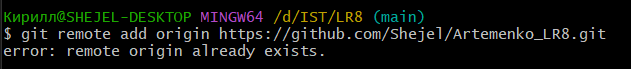 Кирилл@SHEJEL-DESKTOP MINGW64 /d/IST/LR8 (main)
$ git remote add origin https://github.com/Shejel/Artemenko_LR8.git
error: remote origin already exists.